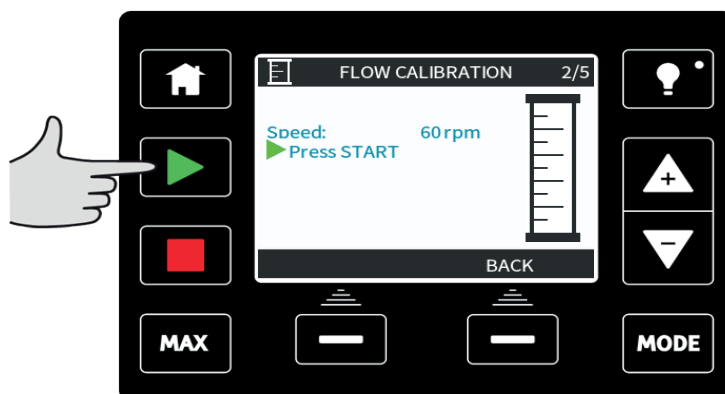 FLOW CALIBRATION 2/5
Speed: 60 rpm
Press START
BACK
MAX
MODE